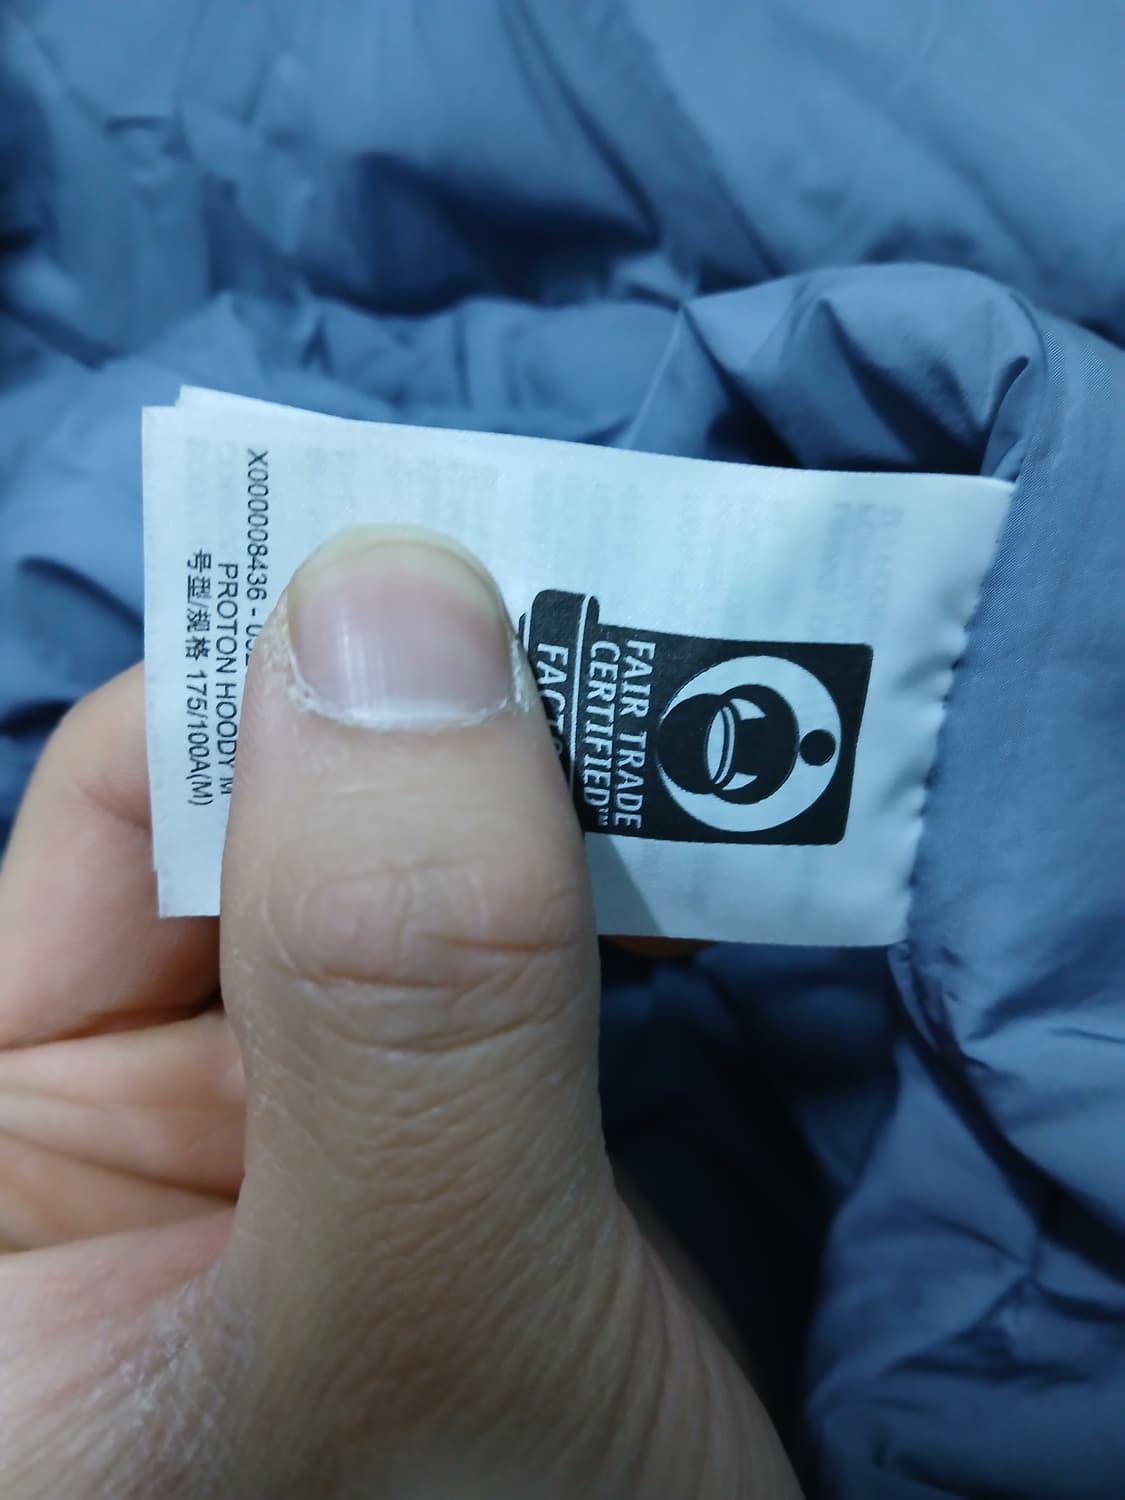 FAIR TRADE
CERTIFIED™
X000008436 -
PROTON HOODY M
号型/规格 175/100A(M)